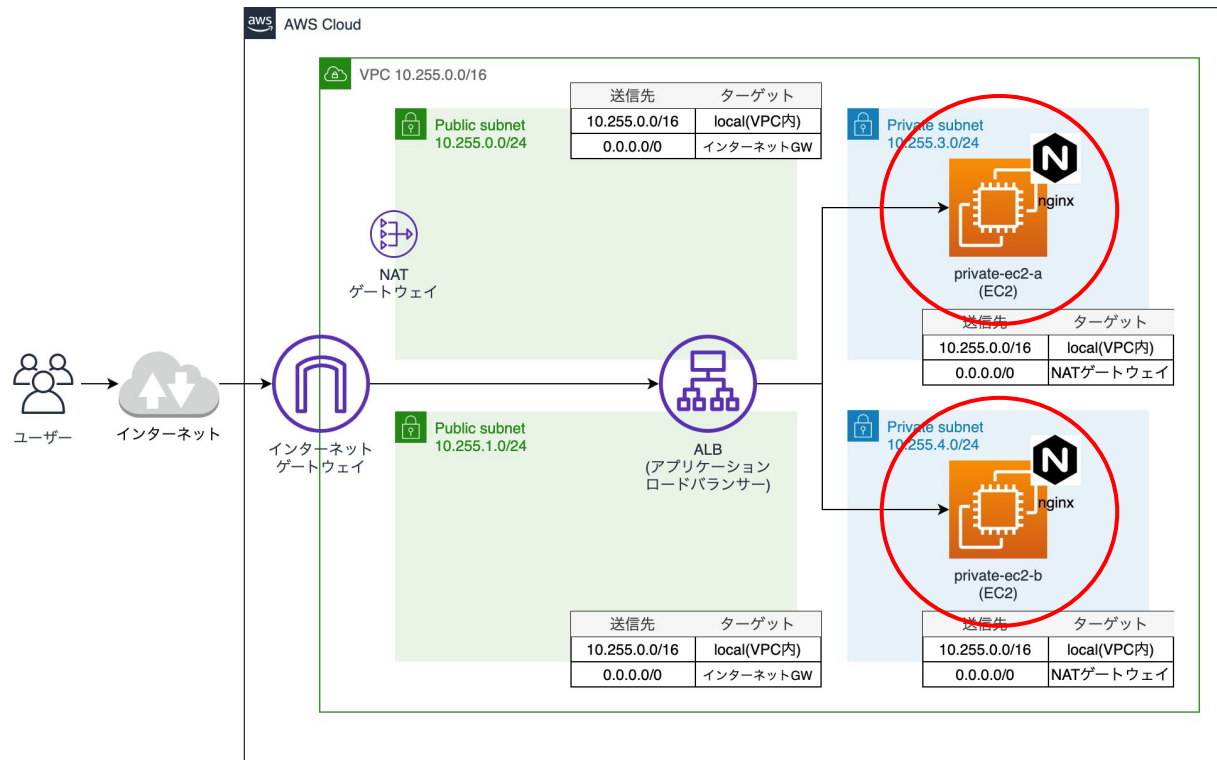 aws
AWS Cloud
VPC 10.255.0.0/16
Public subnet
10.255.0.0/24
送信先 ターゲット
10.255.0.0/16 local(VPC内)
0.0.0.0/0 インターネットGW
Private subnet
10.255.3.0/24
N
nginx
private-ec2-a
(EC2)
送信先 ターゲット
10.255.0.0/16 local(VPC内)
0.0.0.0/0 NATゲートウェイ
NAT
ゲートウェイ
ユーザー
インターネット
インターネット
ゲートウェイ
ALB
(アプリケーション
ロードバランサー)
Public subnet
10.255.1.0/24
送信先 ターゲット
10.255.0.0/16 local(VPC内)
0.0.0.0/0 インターネットGW
Private subnet
10.255.4.0/24
N
nginx
private-ec2-b
(EC2)
送信先 ターゲット
10.255.0.0/16 local(VPC内)
0.0.0.0/0 NATゲートウェイ